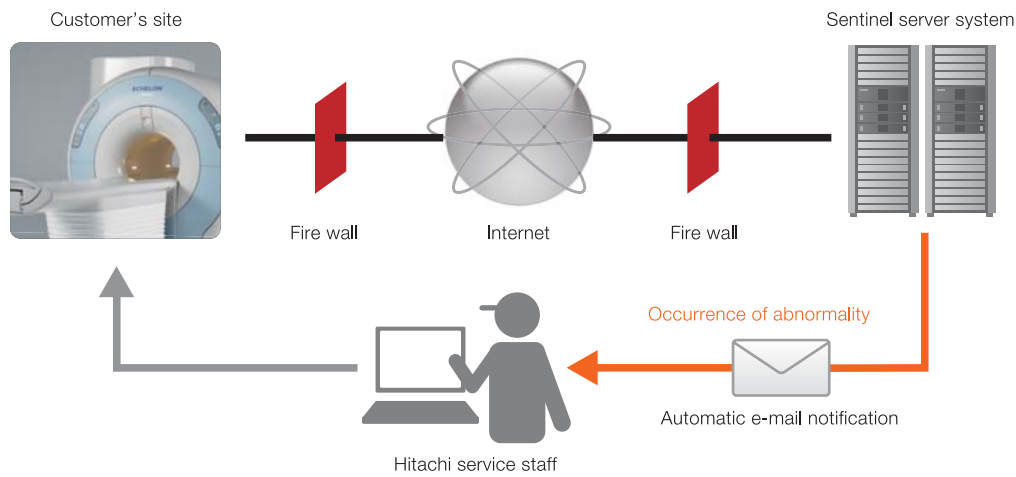 Customer's site
Sentinel server system
ECHELON
Fire wall
Internet
Fire wall
Occurrence of abnormality
Automatic e-mail notification
Hitachi service staff